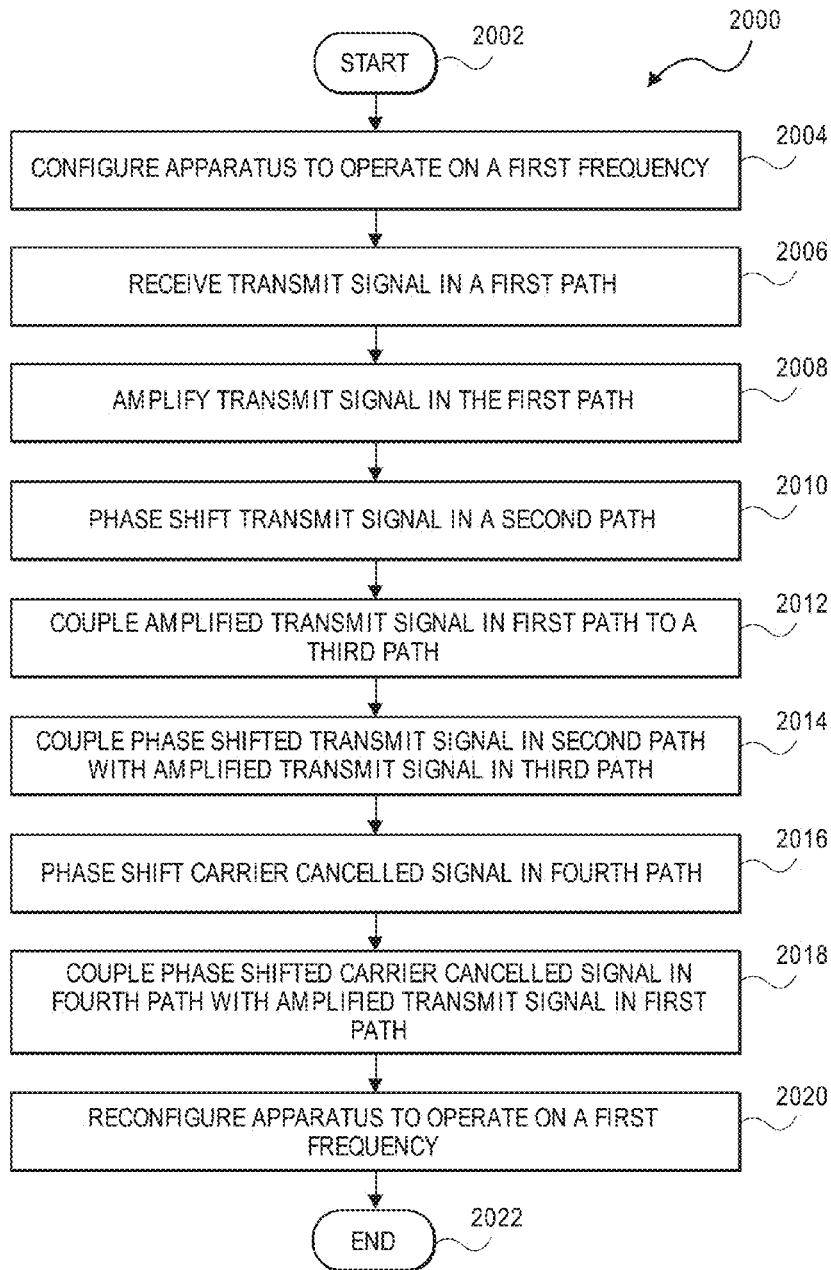 2000
START
2002
CONFIGURE APPARATUS TO OPERATE ON A FIRST FREQUENCY
2004
RECEIVE TRANSMIT SIGNAL IN A FIRST PATH
2006
AMPLIFY TRANSMIT SIGNAL IN THE FIRST PATH
2008
PHASE SHIFT TRANSMIT SIGNAL IN A SECOND PATH
2010
COUPLE AMPLIFIED TRANSMIT SIGNAL IN FIRST PATH TO A
THIRD PATH
2012
COUPLE PHASE SHIFTED TRANSMIT SIGNAL IN SECOND PATH
WITH AMPLIFIED TRANSMIT SIGNAL IN THIRD PATH
2014
PHASE SHIFT CARRIER CANCELLED SIGNAL IN FOURTH PATH
2016
COUPLE PHASE SHIFTED CARRIER CANCELLED SIGNAL IN
FOURTH PATH WITH AMPLIFIED TRANSMIT SIGNAL IN FIRST
PATH
2018
RECONFIGURE APPARATUS TO OPERATE ON A FIRST
FREQUENCY
2020
END
2022